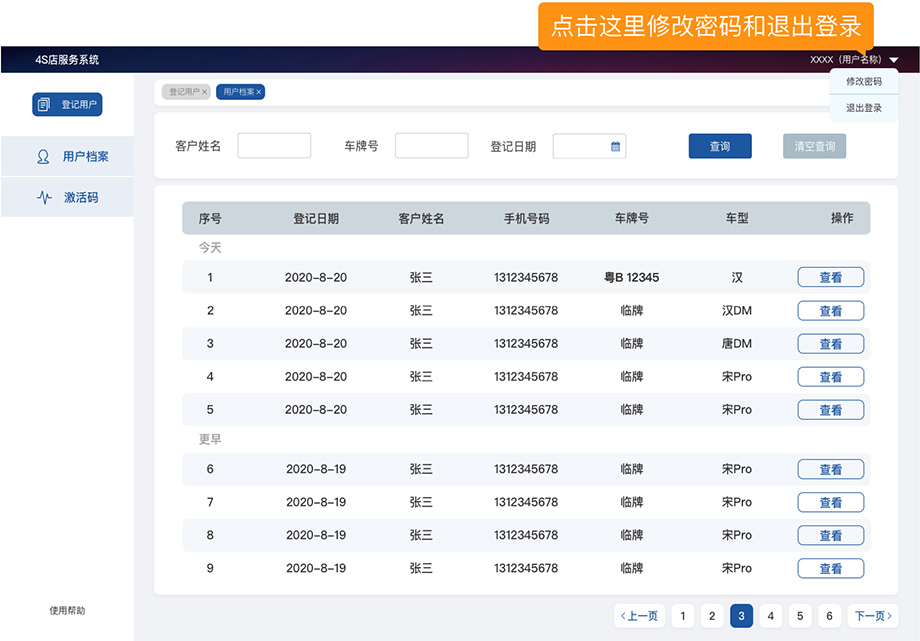 点击这里修改密码和退出登录
4S店服务系统
XXXX（用户名称）
修改密码
退出登录
登记用户
用户档案
激活码
使用帮助
登记用户× 用户档案×
客户姓名 车牌号 登记日期 查询 清空查询
序号 登记日期 客户姓名 手机号码 车牌号 车型 操作
今天
1 2020-8-20 张三 1312345678 粤B 12345 汉 查看
2 2020-8-20 张三 1312345678 临牌 汉DM 查看
3 2020-8-20 张三 1312345678 临牌 唐DM 查看
4 2020-8-20 张三 1312345678 临牌 宋Pro 查看
5 2020-8-20 张三 1312345678 临牌 宋Pro 查看
更早
6 2020-8-19 张三 1312345678 临牌 宋Pro 查看
7 2020-8-19 张三 1312345678 临牌 宋Pro 查看
8 2020-8-19 张三 1312345678 临牌 宋Pro 查看
9 2020-8-19 张三 1312345678 临牌 宋Pro 查看
‹上一页 1 2 3 4 5 6 下一页›